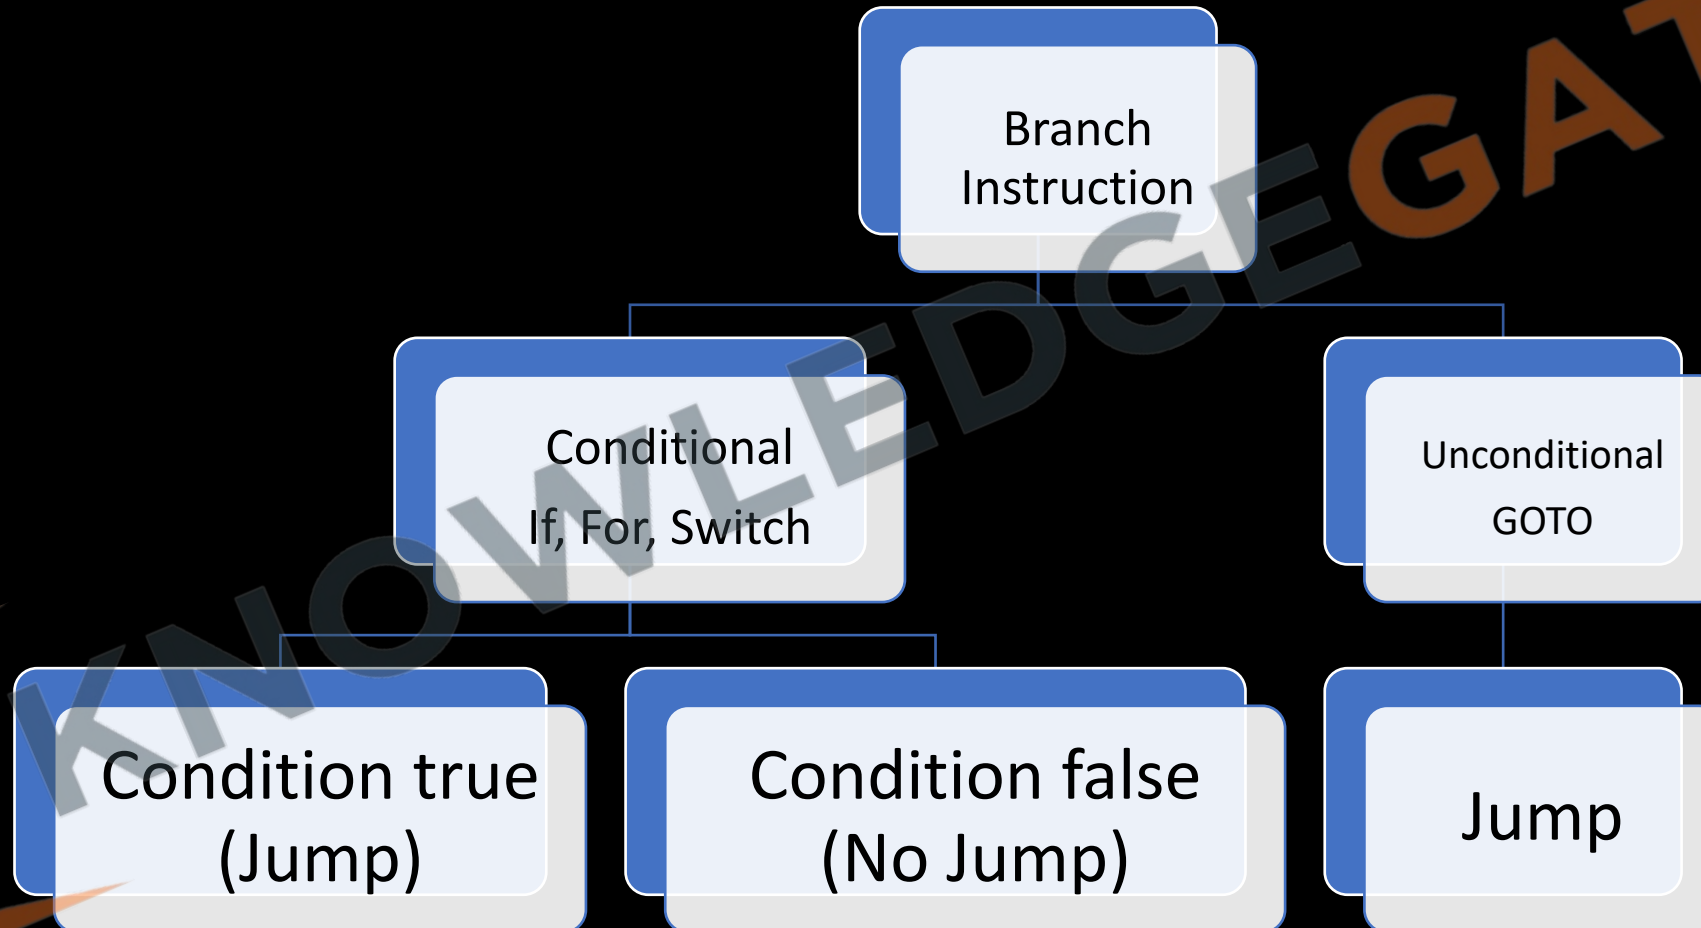 Branch
Instruction
Conditional
If, For, Switch
Unconditional
GOTO
Condition true
(Jump)
Condition false
(No Jump)
Jump
KNOWLEDGEGAT